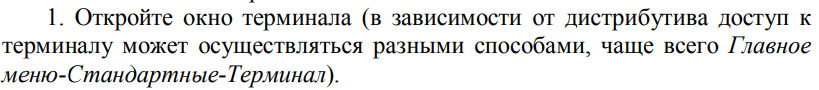 1. Откройте окно терминала (в зависимости от дистрибутива доступ к
терминалу может осуществляться разными способами, чаще всего Главное
меню-Стандартные-Терминал).